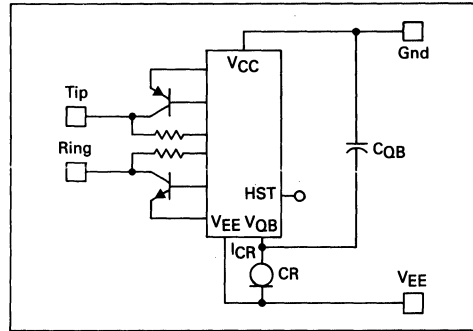 VCC
Gnd
Tip
CQB
Ring
HST
VEE VQB
ICR
CR
VEE